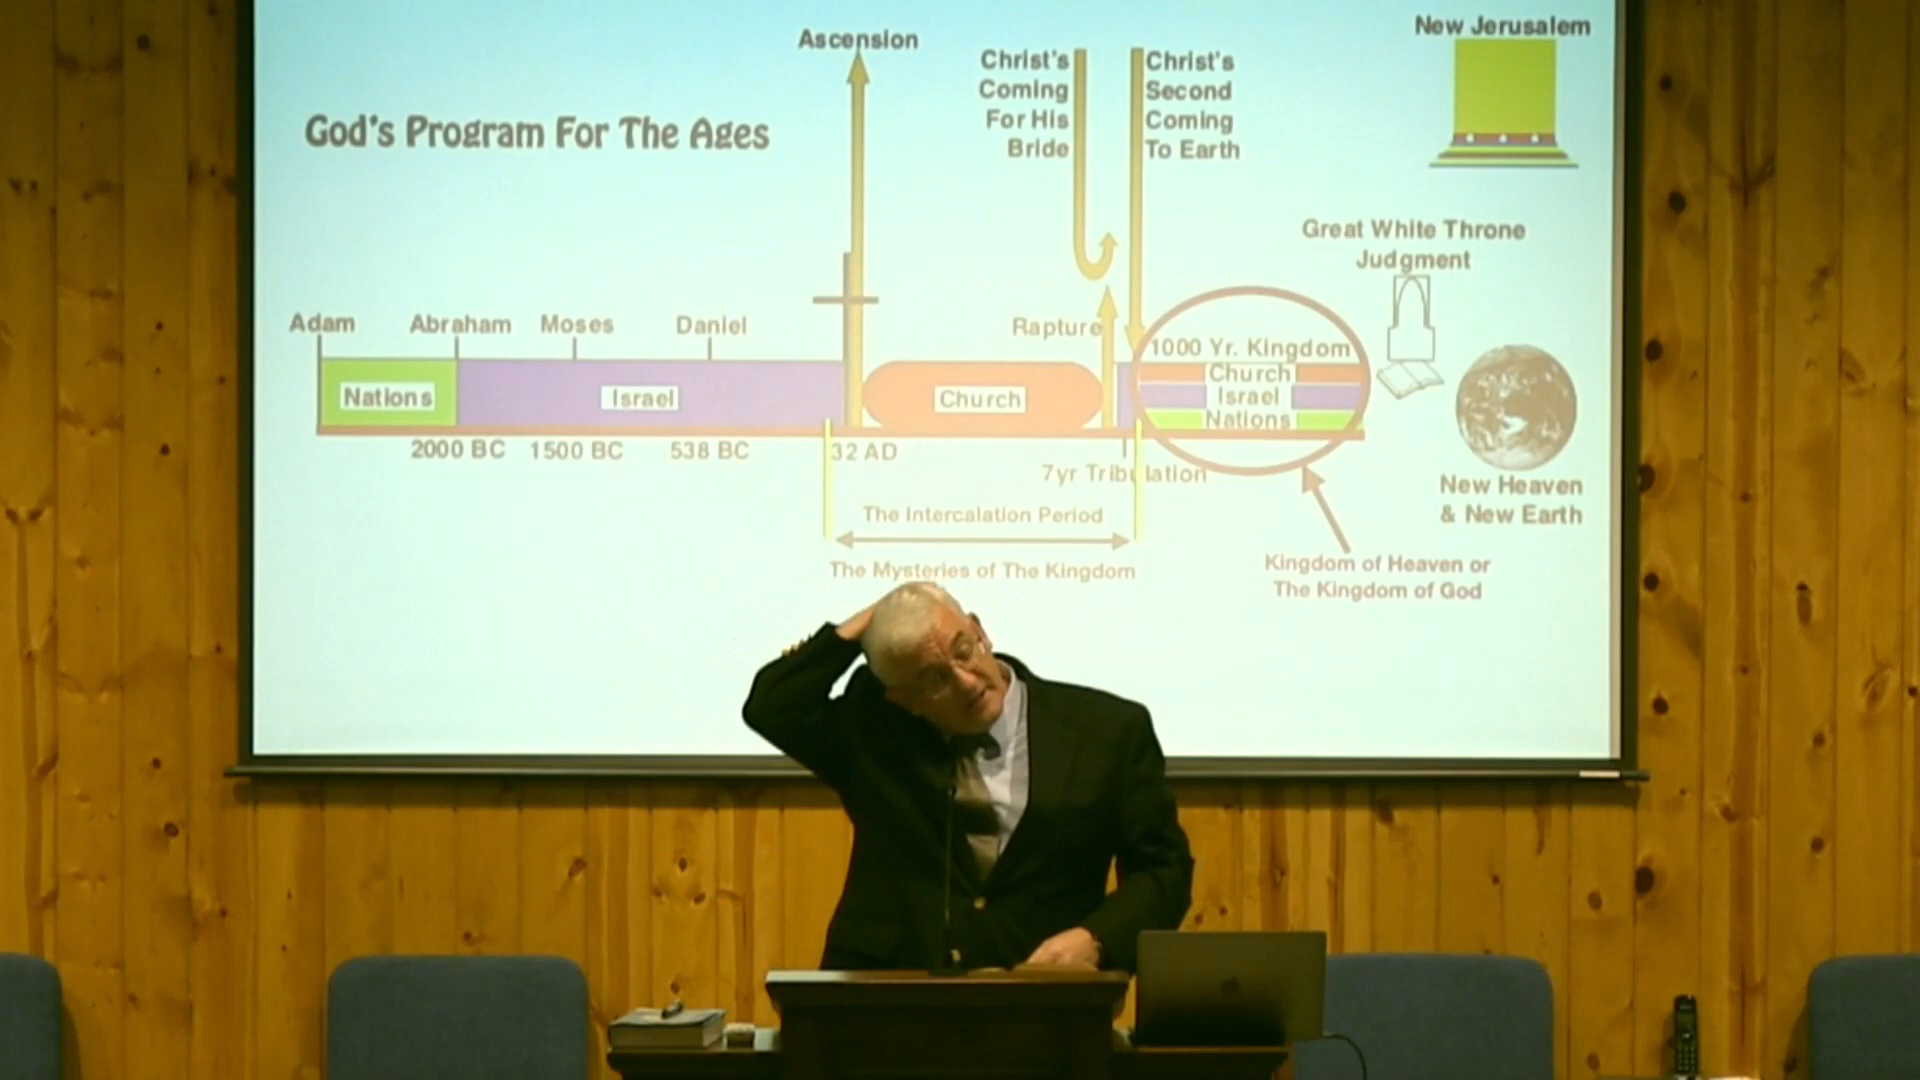 New Jerusalem
Ascension
Christ's
Coming
For His
Bride
Christ's
Second
Coming
To Earth
God's Program For The Ages
Great White Throne
Judgment
Adam
Abraham
Moses
Daniel
Rapture
1000 Yr. Kingdom
Church
Israel
Nations
Nations
Israel
Church
2000 BC
1500 BC
538 BC
32 AD
7yr Tribulation
New Heaven
& New Earth
The Intercalation Period
The Mysteries of The Kingdom
Kingdom of Heaven or
The Kingdom of God